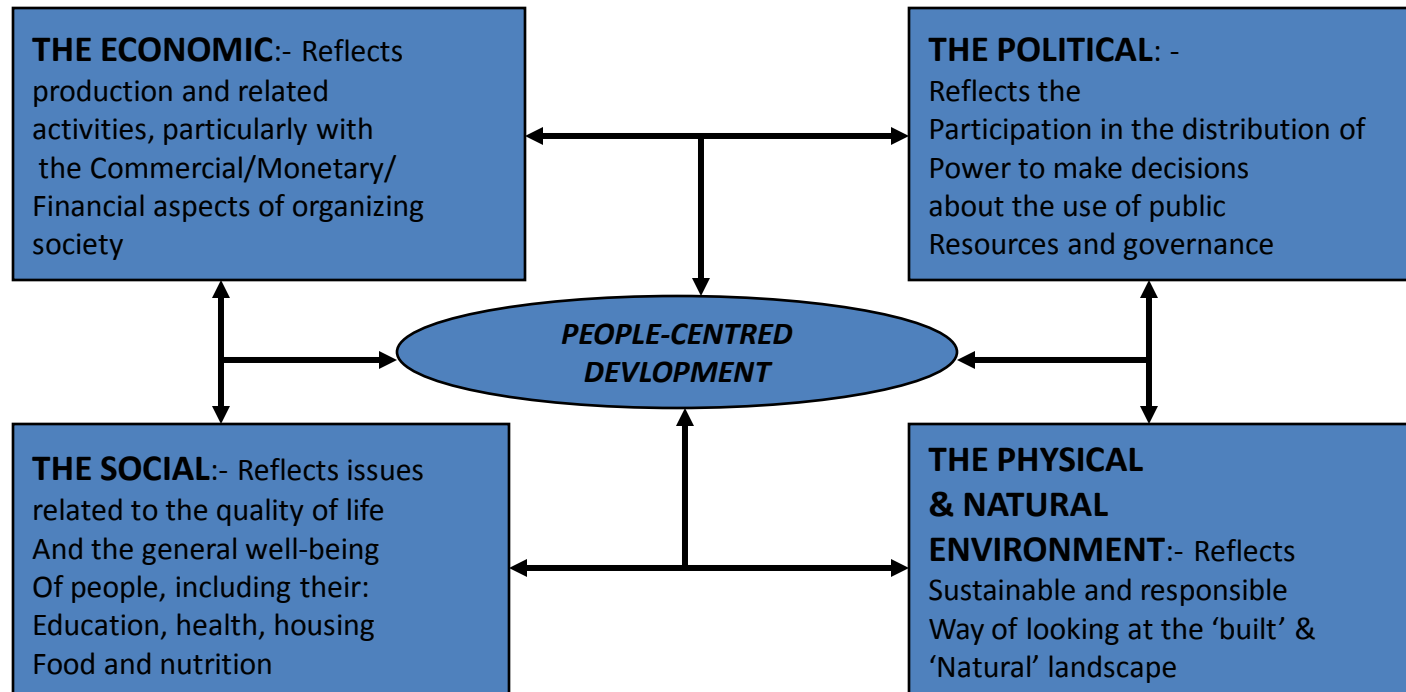 THE ECONOMIC:- Reflects
production and related
activities, particularly with
the Commercial/Monetary/
Financial aspects of organizing
society
THE POLITICAL: -
Reflects the
Participation in the distribution of
Power to make decisions
about the use of public
Resources and governance
PEOPLE-CENTRED
DEVLOPMENT
THE SOCIAL:- Reflects issues
related to the quality of life
And the general well-being
Of people, including their:
Education, health, housing
Food and nutrition
THE PHYSICAL
& NATURAL
ENVIRONMENT:- Reflects
Sustainable and responsible
Way of looking at the ‘built’ &
‘Natural’ landscape